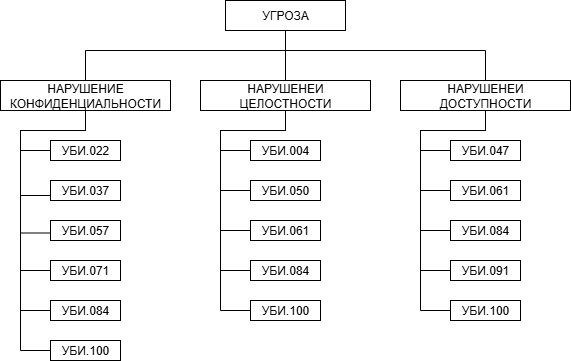 УГРОЗА
НАРУШЕНИЕ
КОНФИДЕНЦИАЛЬНОСТИ
НАРУШЕНЕИ
ЦЕЛОСТНОСТИ
НАРУШЕНЕИ
ДОСТУПНОСТИ
УБИ.022
УБИ.037
УБИ.057
УБИ.071
УБИ.084
УБИ.100
УБИ.004
УБИ.050
УБИ.061
УБИ.084
УБИ.100
УБИ.047
УБИ.061
УБИ.084
УБИ.091
УБИ.100